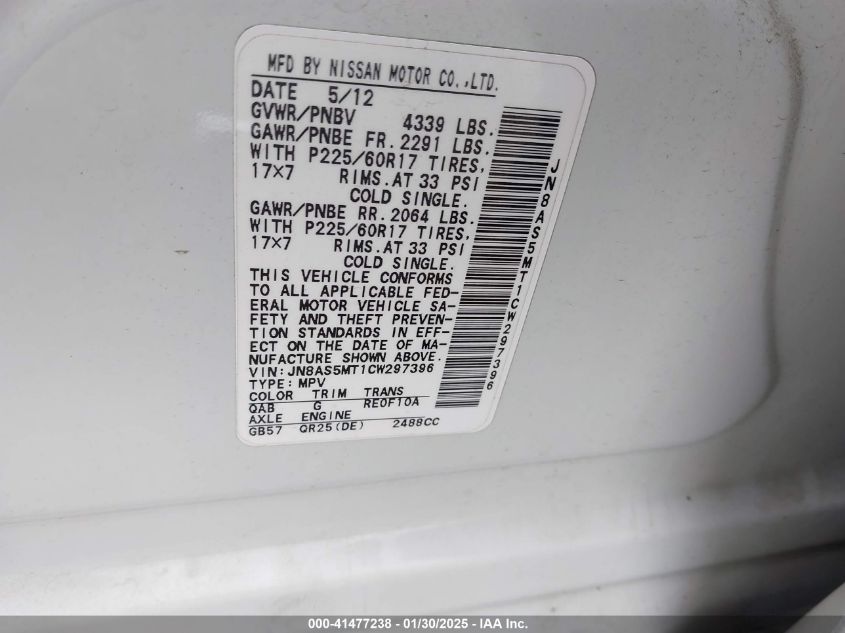 MFD BY NISSAN MOTOR CO.,LTD.
DATE 5/12
GVWR/PNBV 4339 LBS.
GAWR/PNBE FR. 2291 LBS.
WITH P225/60R17 TIRES,
17×7 RIMS. AT 33 PSI
COLD SINGLE.
GAWR/PNBE RR. 2064 LBS.
WITH P225/60R17 TIRES,
17×7 RIMS. AT 33 PSI
COLD SINGLE.
THIS VEHICLE CONFORMS
TO ALL APPLICABLE FED-
ERAL MOTOR VEHICLE SA-
FETY AND THEFT PREVEN-
TION STANDARDS IN EFF-
ECT ON THE DATE OF MA-
NUFACTURE SHOWN ABOVE.
VIN:JN8AS5MT1CW297396
TYPE:MPV
COLOR TRIM TRANS
QAB G RE0F10A
AXLE ENGINE
GB57 QR25(DE) 2488CC
JN8AS5MT1CW297396
000-41477238 - 01/30/2025 - IAA Inc.